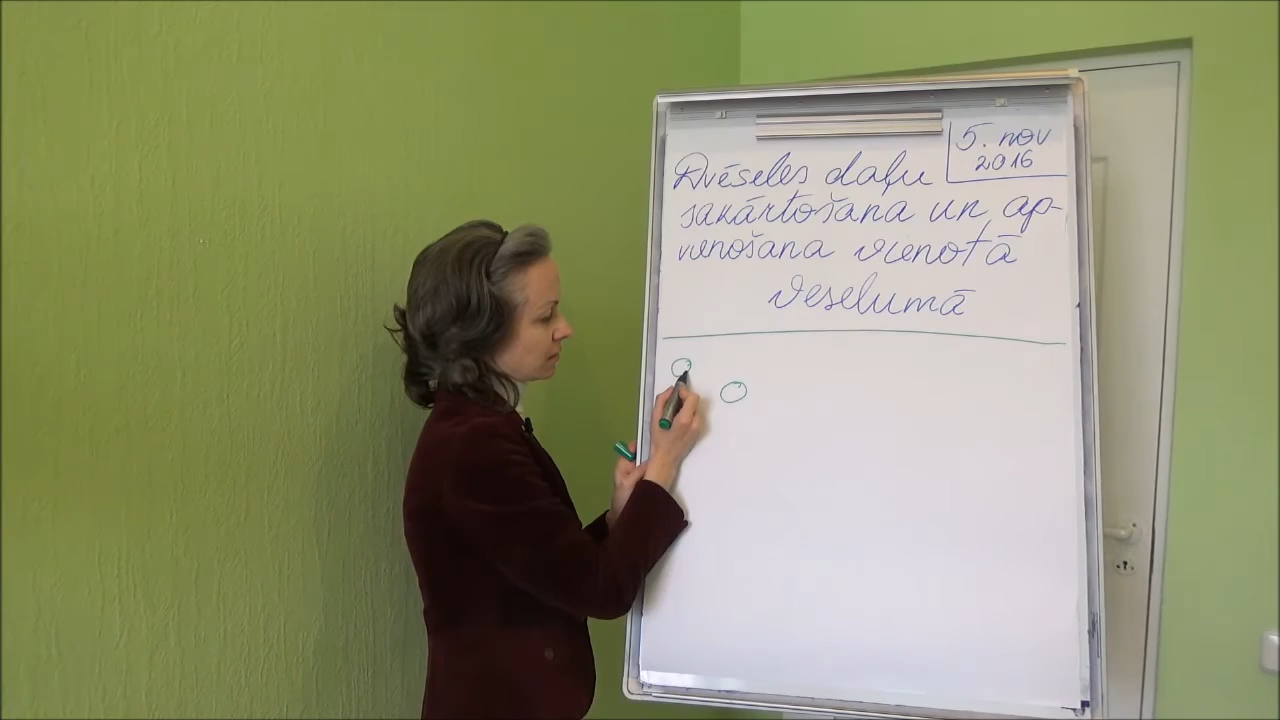 5. nov
2016
Dvēseles daļu
sakārtošana un ap-
vienošana vienotā
veselumā